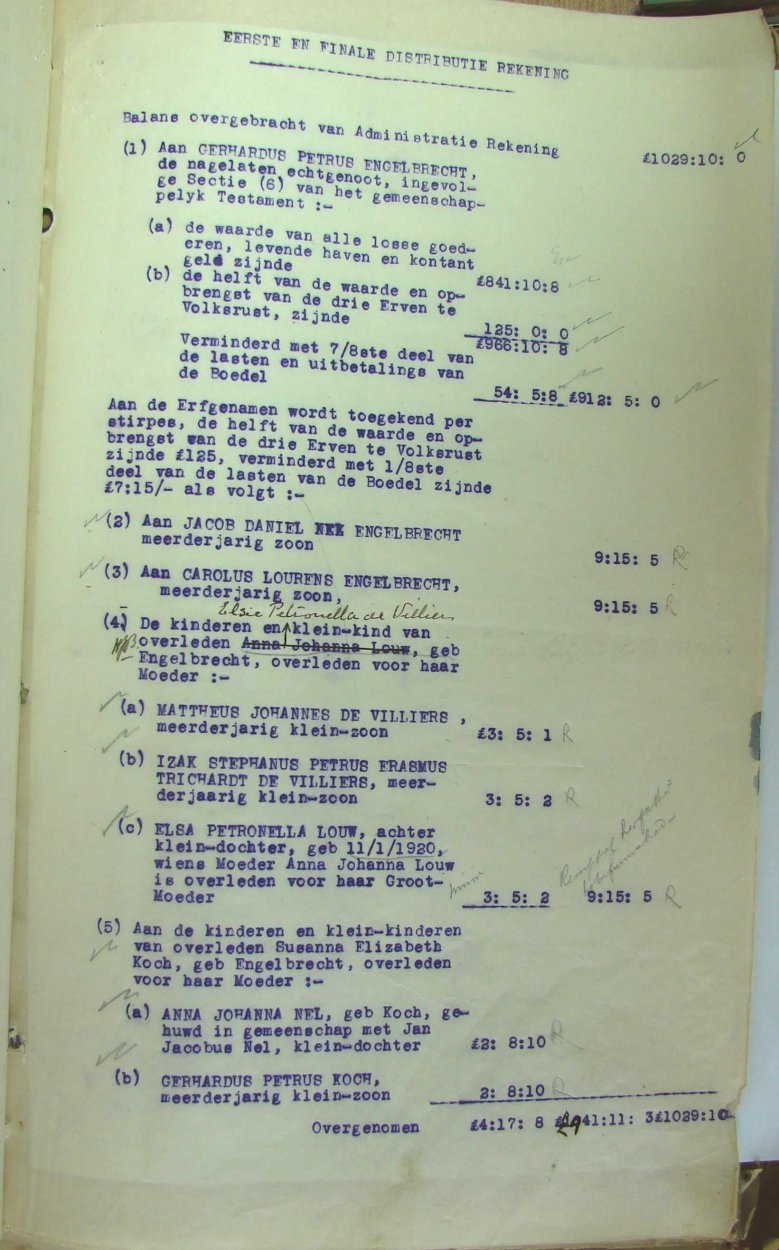 EERSTE EN FINALE DISTRIBUTIE REKENING
Balans overgebracht van Administratie Rekening £1029:10: 0
(1) Aan GERHARDUS PETRUS ENGELBRECHT,
de nagelaten echtgenoot, ingevol-
ge Sectie (6) van het gemeenschap-
pelyk Testament :-
(a) de waarde van alle losse goed-
eren, levende haven en kontant
geld zijnde £841:10:8
(b) de helft van de waarde en op-
brengst van de drie Erven te
Volksrust, zijnde 125: 0: 0
£966:10: 8
Verminderd met 7/8ste deel van
de lasten en uitbetalings van
de Boedel 54: 5:8 £912: 5: 0
Aan de Erfgenamen wordt toegekend per
stirpes, de helft van de waarde en op-
brengst van de drie Erven te Volksrust
zijnde £125, verminderd met 1/8ste
deel van de lasten van de Boedel zijnde
£7:15/- als volgt :-
(2) Aan JACOB DANIEL NEK ENGELBRECHT
meerderjarig zoon 9:15: 5 R
(3) Aan CAROLUS LOURENS ENGELBRECHT,
meerderjarig zoon, 9:15: 5 R
Elsie Petronella de Villiers
(4) De kinderen en klein-kind van
NB overleden Anna Johanna Louw, geb
Engelbrecht, overleden voor haar
Moeder :-
(a) MATTHEUS JOHANNES DE VILLIERS ,
meerderjarig klein-zoon £3: 5: 1 R
(b) IZAK STEPHANUS PETRUS ERASMUS
TRICHARDT DE VILLIERS, meer-
derjaarig klein-zoon 3: 5: 2 R
(c) ELSA PETRONELLA LOUW, achter
klein-dochter, geb 11/1/1920,
wiens Moeder Anna Johanna Louw
is overleden voor haar Groot-
Moeder minor 3: 5: 2 9:15: 5 R
(5) Aan de kinderen en klein-kinderen
van overleden Susanna Elizabeth
Koch, geb Engelbrecht, overleden
voor haar Moeder :-
(a) ANNA JOHANNA NEL, geb Koch, ge-
huwd in gemeenschap met Jan
Jacobus Nel, klein-dochter £2: 8:10 R
(b) GERHARDUS PETRUS KOCH,
meerderjarig klein-zoon 2: 8:10 R
Overgenomen £4:17: 8 £941:11: 3 £1029:10